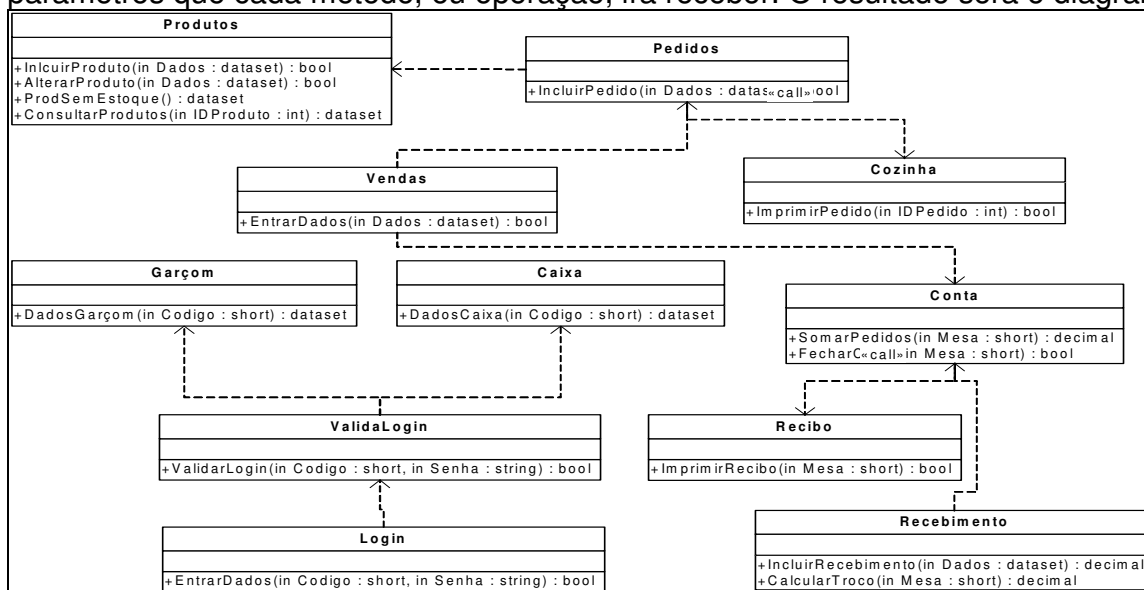 parâmetros que cada método, ou operação, irá receber. O resultado será o diagra
Produtos
+InlcuirProduto(in Dados : dataset) : bool
+AlterarProduto(in Dados : dataset) : bool
+ProdSemEstoque() : dataset
+ConsultarProdutos(in IDProduto : int) : dataset
Pedidos
+IncluirPedido(in Dados : datas«call»ool
Vendas
+EntrarDados(in Dados : dataset) : bool
Cozinha
+ImprimirPedido(in IDPedido : int) : bool
Garçom
+DadosGarçom(in Codigo : short) : dataset
Caixa
+DadosCaixa(in Codigo : short) : dataset
Conta
+SomarPedidos(in Mesa : short) : decimal
+FecharC«call»in Mesa : short) : bool
ValidaLogin
+ValidarLogin(in Codigo : short, in Senha : string) : bool
Recibo
+ImprimirRecibo(in Mesa : short) : bool
Login
+EntrarDados(in Codigo : short, in Senha : string) : bool
Recebimento
+IncluirRecebimento(in Dados : dataset) : decimal
+CalcularTroco(in Mesa : short) : decimal